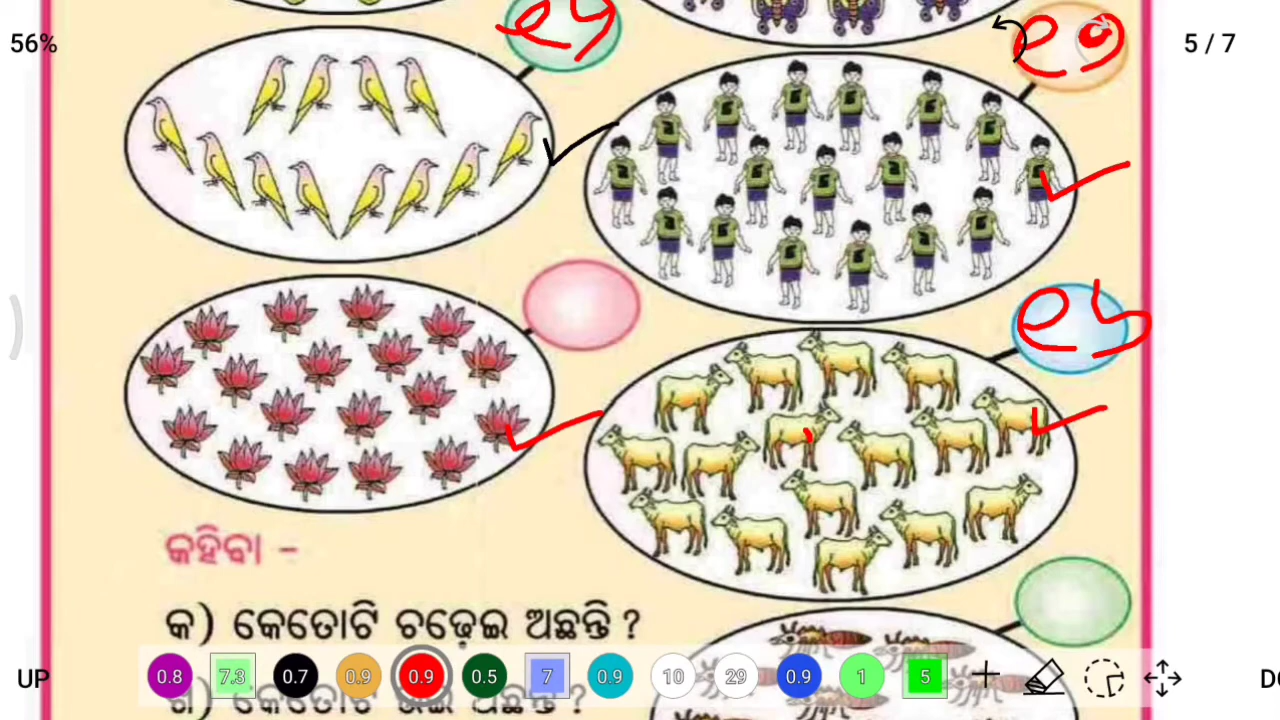 56%
5 / 7
୧୨
୧୭
୧୬
କହିବା -
କ) କେତୋଟି ଚଢ଼େଇ ଅଛନ୍ତି ?
UP
0.8 7.3 0.7 0.9 0.9 0.5 7 0.9 10 29 0.9 1 5